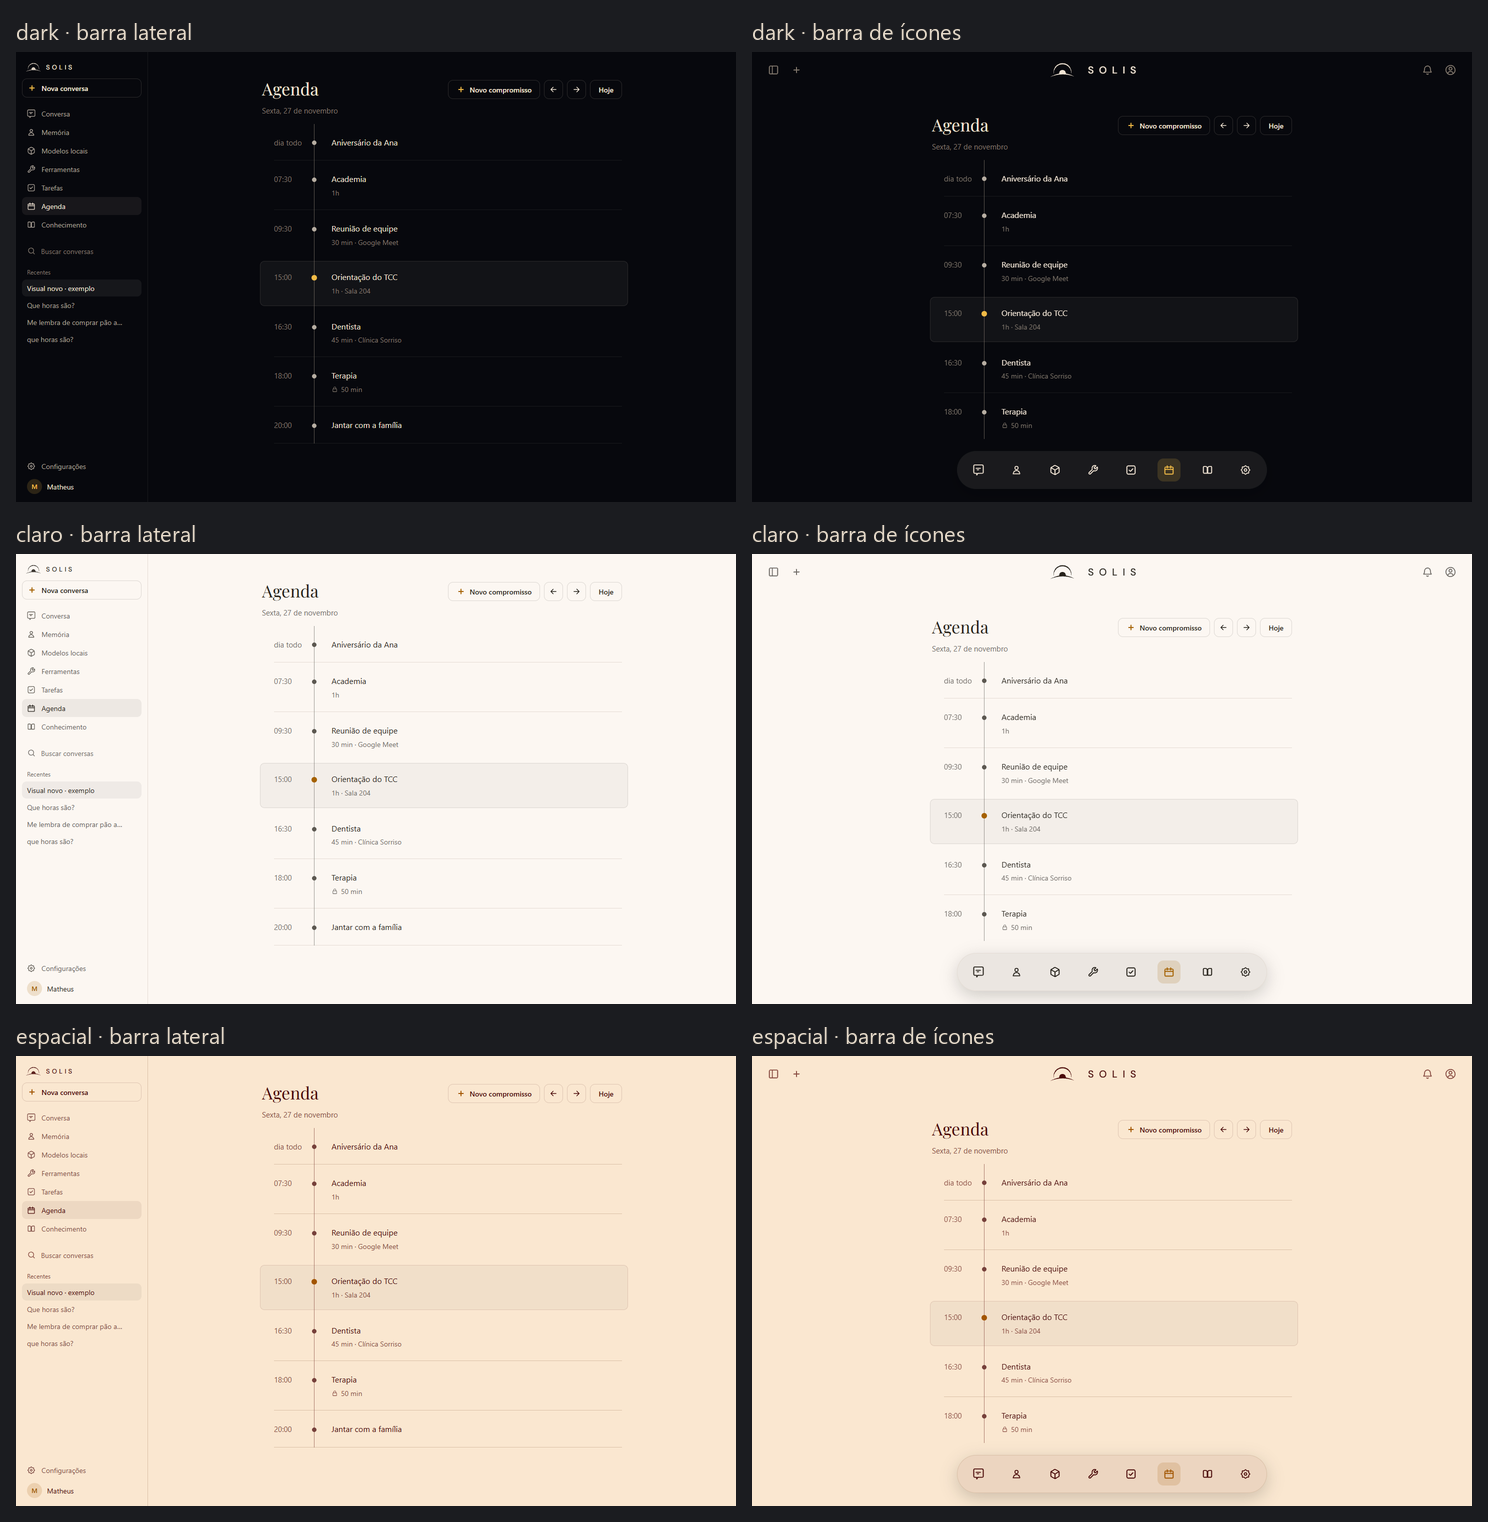 dark · barra lateral
SOLIS
Nova conversa
Conversa
Memória
Modelos locais
Ferramentas
Tarefas
Agenda
Conhecimento
Buscar conversas
Recentes
Visual novo · exemplo
Que horas são?
Me lembra de comprar pão a...
que horas são?
Configurações
M Matheus
Agenda
Novo compromisso
Hoje
Sexta, 27 de novembro
dia todo Aniversário da Ana
07:30 Academia
1h
09:30 Reunião de equipe
30 min · Google Meet
15:00 Orientação do TCC
1h · Sala 204
16:30 Dentista
45 min · Clínica Sorriso
18:00 Terapia
50 min
20:00 Jantar com a família
dark · barra de ícones
SOLIS
Agenda
Novo compromisso
Hoje
Sexta, 27 de novembro
dia todo Aniversário da Ana
07:30 Academia
1h
09:30 Reunião de equipe
30 min · Google Meet
15:00 Orientação do TCC
1h · Sala 204
16:30 Dentista
45 min · Clínica Sorriso
18:00 Terapia
50 min
claro · barra lateral
SOLIS
Nova conversa
Conversa
Memória
Modelos locais
Ferramentas
Tarefas
Agenda
Conhecimento
Buscar conversas
Recentes
Visual novo · exemplo
Que horas são?
Me lembra de comprar pão a...
que horas são?
Configurações
M Matheus
Agenda
Novo compromisso
Hoje
Sexta, 27 de novembro
dia todo Aniversário da Ana
07:30 Academia
1h
09:30 Reunião de equipe
30 min · Google Meet
15:00 Orientação do TCC
1h · Sala 204
16:30 Dentista
45 min · Clínica Sorriso
18:00 Terapia
50 min
20:00 Jantar com a família
claro · barra de ícones
SOLIS
Agenda
Novo compromisso
Hoje
Sexta, 27 de novembro
dia todo Aniversário da Ana
07:30 Academia
1h
09:30 Reunião de equipe
30 min · Google Meet
15:00 Orientação do TCC
1h · Sala 204
16:30 Dentista
45 min · Clínica Sorriso
18:00 Terapia
50 min
espacial · barra lateral
SOLIS
Nova conversa
Conversa
Memória
Modelos locais
Ferramentas
Tarefas
Agenda
Conhecimento
Buscar conversas
Recentes
Visual novo · exemplo
Que horas são?
Me lembra de comprar pão a...
que horas são?
Configurações
M Matheus
Agenda
Novo compromisso
Hoje
Sexta, 27 de novembro
dia todo Aniversário da Ana
07:30 Academia
1h
09:30 Reunião de equipe
30 min · Google Meet
15:00 Orientação do TCC
1h · Sala 204
16:30 Dentista
45 min · Clínica Sorriso
18:00 Terapia
50 min
20:00 Jantar com a família
espacial · barra de ícones
SOLIS
Agenda
Novo compromisso
Hoje
Sexta, 27 de novembro
dia todo Aniversário da Ana
07:30 Academia
1h
09:30 Reunião de equipe
30 min · Google Meet
15:00 Orientação do TCC
1h · Sala 204
16:30 Dentista
45 min · Clínica Sorriso
18:00 Terapia
50 min